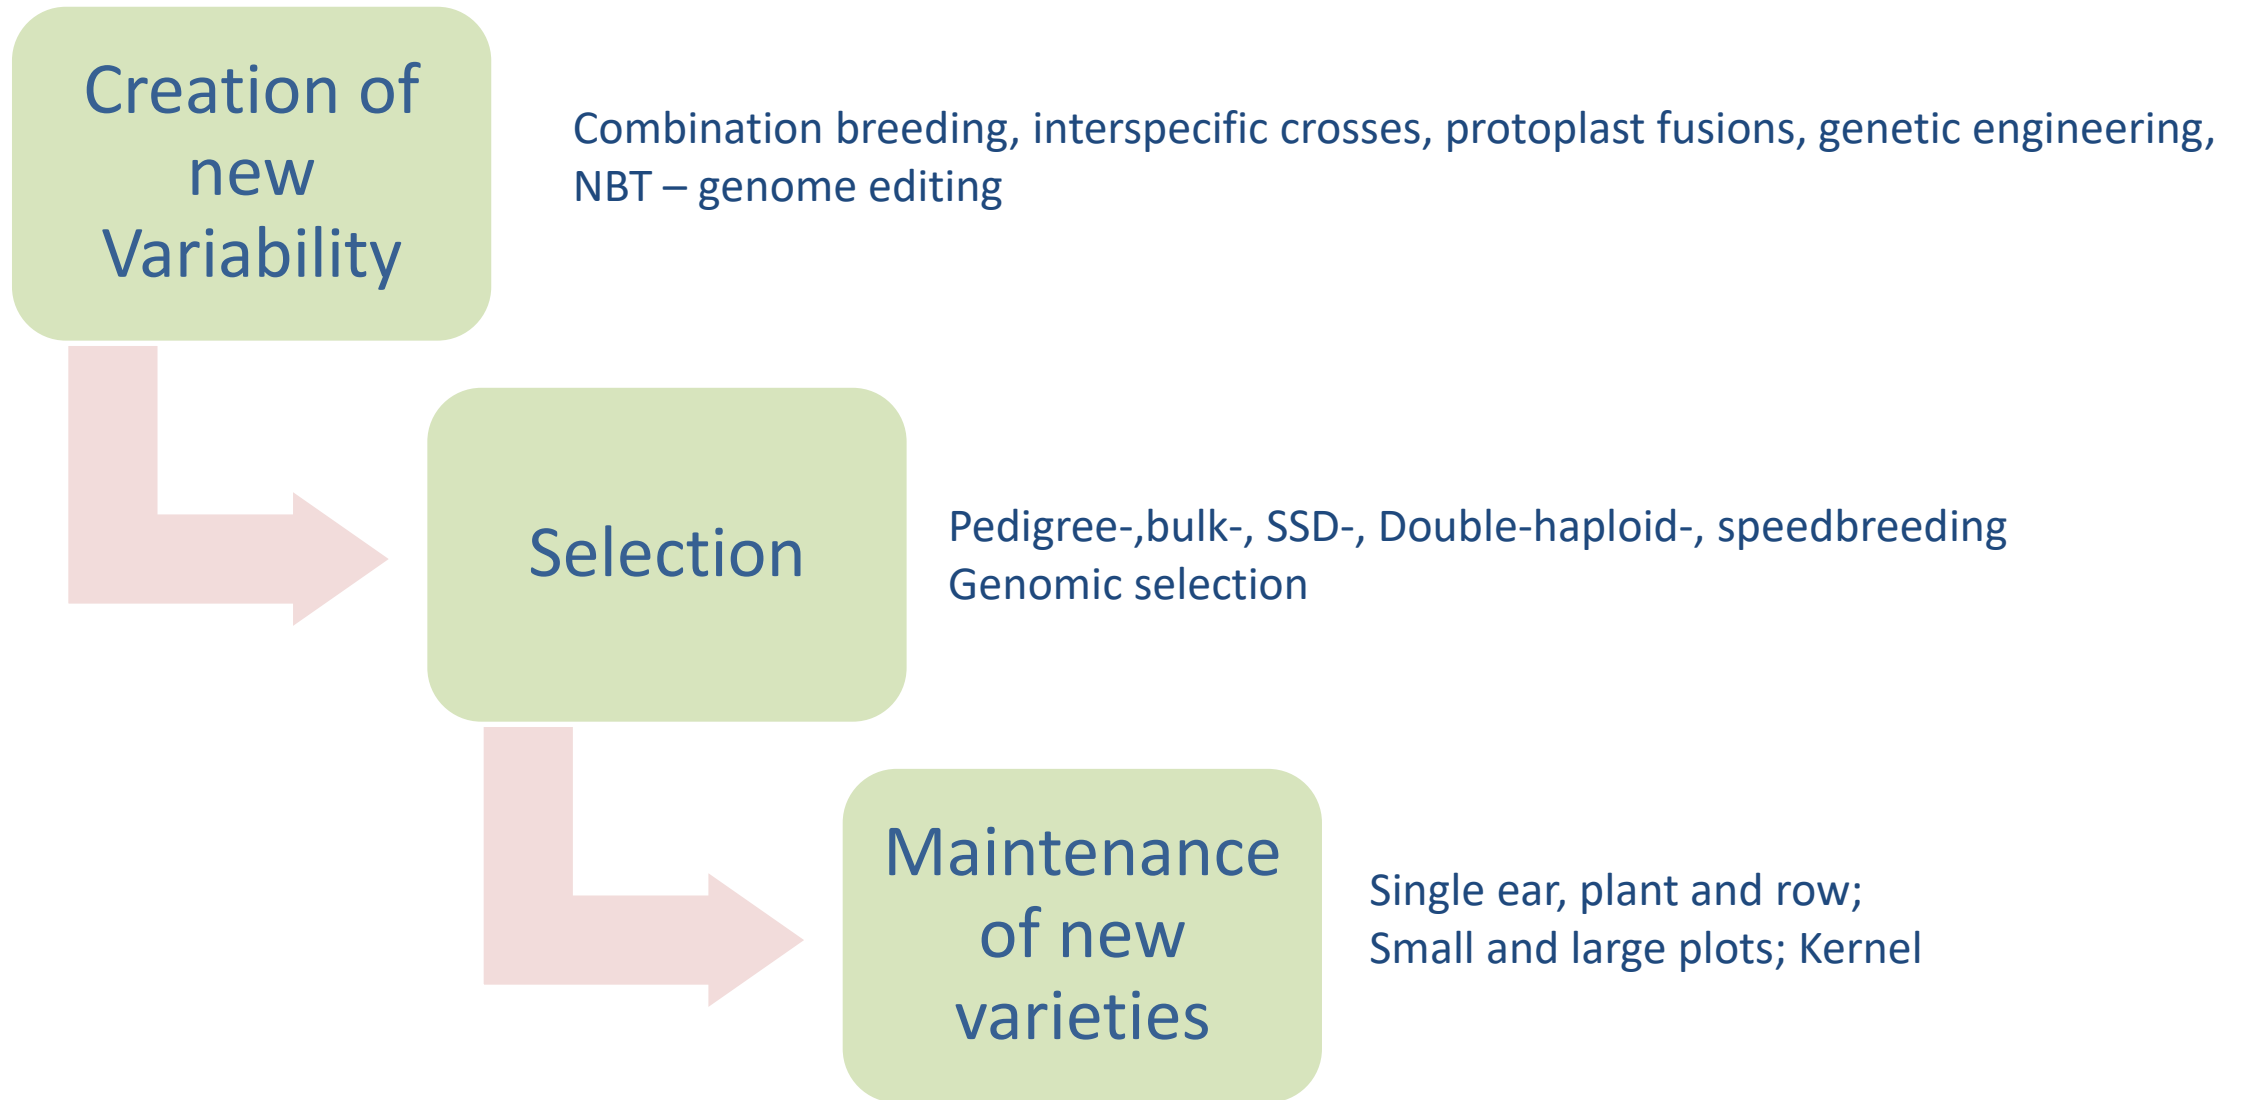 Creation of
new
Variability
Combination breeding, interspecific crosses, protoplast fusions, genetic engineering,
NBT – genome editing
Selection
Pedigree-,bulk-, SSD-, Double-haploid-, speedbreeding
Genomic selection
Maintenance
of new
varieties
Single ear, plant and row;
Small and large plots; Kernel